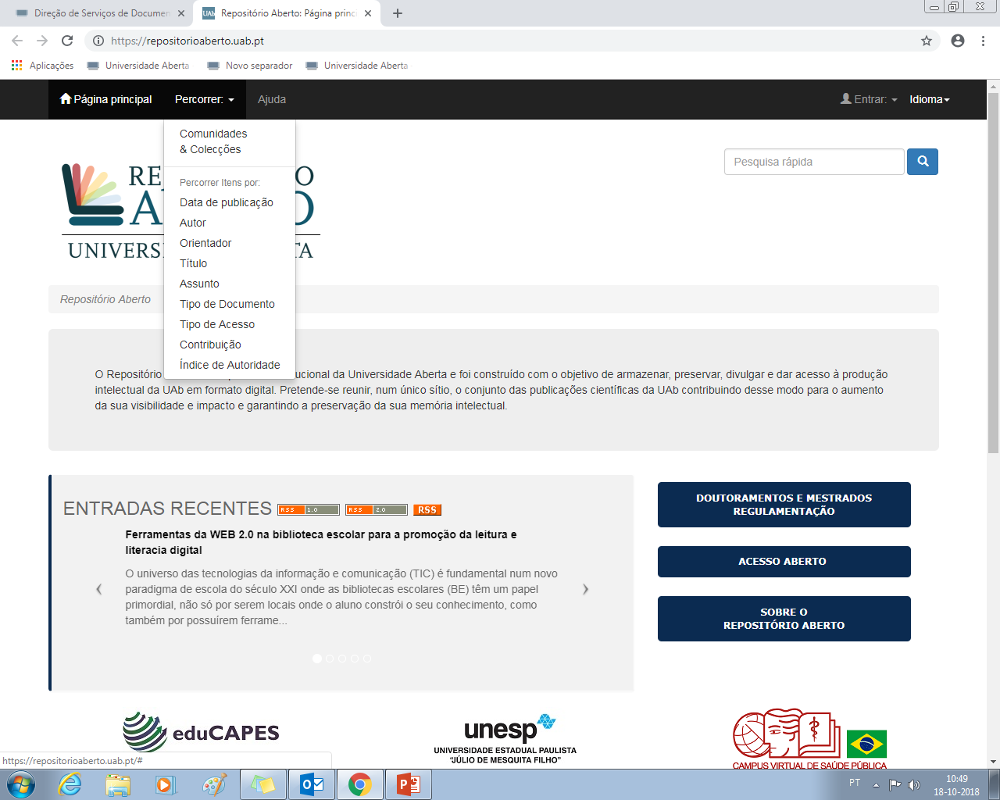 Direção de Serviços de Documen
Repositório Aberto: Página princ
https://repositorioaberto.uab.pt
Aplicações
Universidade Aberta
Novo separador
Universidade Aberta
Página principal
Percorrer:
Ajuda
Entrar:
Idioma
Comunidades
& Colecções
Percorrer Itens por:
Data de publicação
Autor
Orientador
Título
Assunto
Tipo de Documento
Tipo de Acesso
Contribuição
Índice de Autoridade
Pesquisa rápida
RE
O
A
O
UNIVERS
TA
Repositório Aberto
O Repositório
ucional da Universidade Aberta e foi construído com o objetivo de armazenar, preservar, divulgar e dar acesso à produção
intelectual da UAb em formato digital. Pretende-se reunir, num único sítio, o conjunto das publicações científicas da UAb contribuindo desse modo para o aumento
da sua visibilidade e impacto e garantindo a preservação da sua memória intelectual.
ENTRADAS RECENTES RSS 1.0 RSS 2.0 RSS
Ferramentas da WEB 2.0 na biblioteca escolar para a promoção da leitura e
literacia digital
O universo das tecnologias da informação e comunicação (TIC) é fundamental num novo
paradigma de escola do século XXI onde as bibliotecas escolares (BE) têm um papel
primordial, não só por serem locais onde o aluno constrói o seu conhecimento, como
também por possuírem ferrame...
DOUTORAMENTOS E MESTRADOS
REGULAMENTAÇÃO
ACESSO ABERTO
SOBRE O
REPOSITÓRIO ABERTO
eduCAPES
unesp
UNIVERSIDADE ESTADUAL PAULISTA
"JÚLIO DE MESQUITA FILHO"
CAMPUS VIRTUAL DE SAÚDE PÚBLICA
https://repositorioaberto.uab.pt/#
PT
10:49
18-10-2018